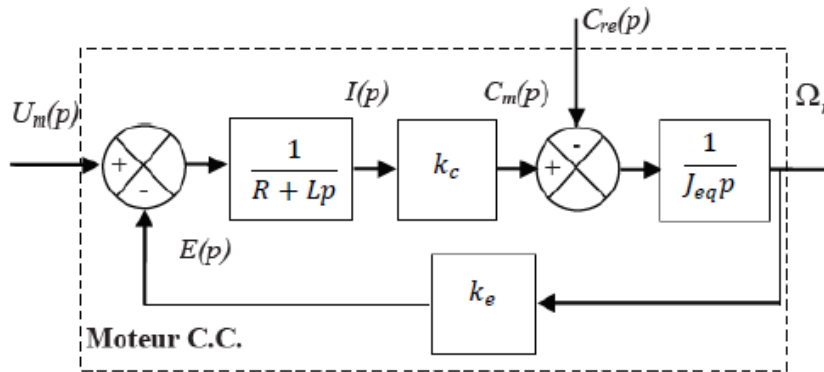 C_re(p)
U_m(p)
I(p)
C_m(p)
+
-
-
1
R + Lp
k_c
-
+
1
J_eq p
E(p)
k_e
Moteur C.C.